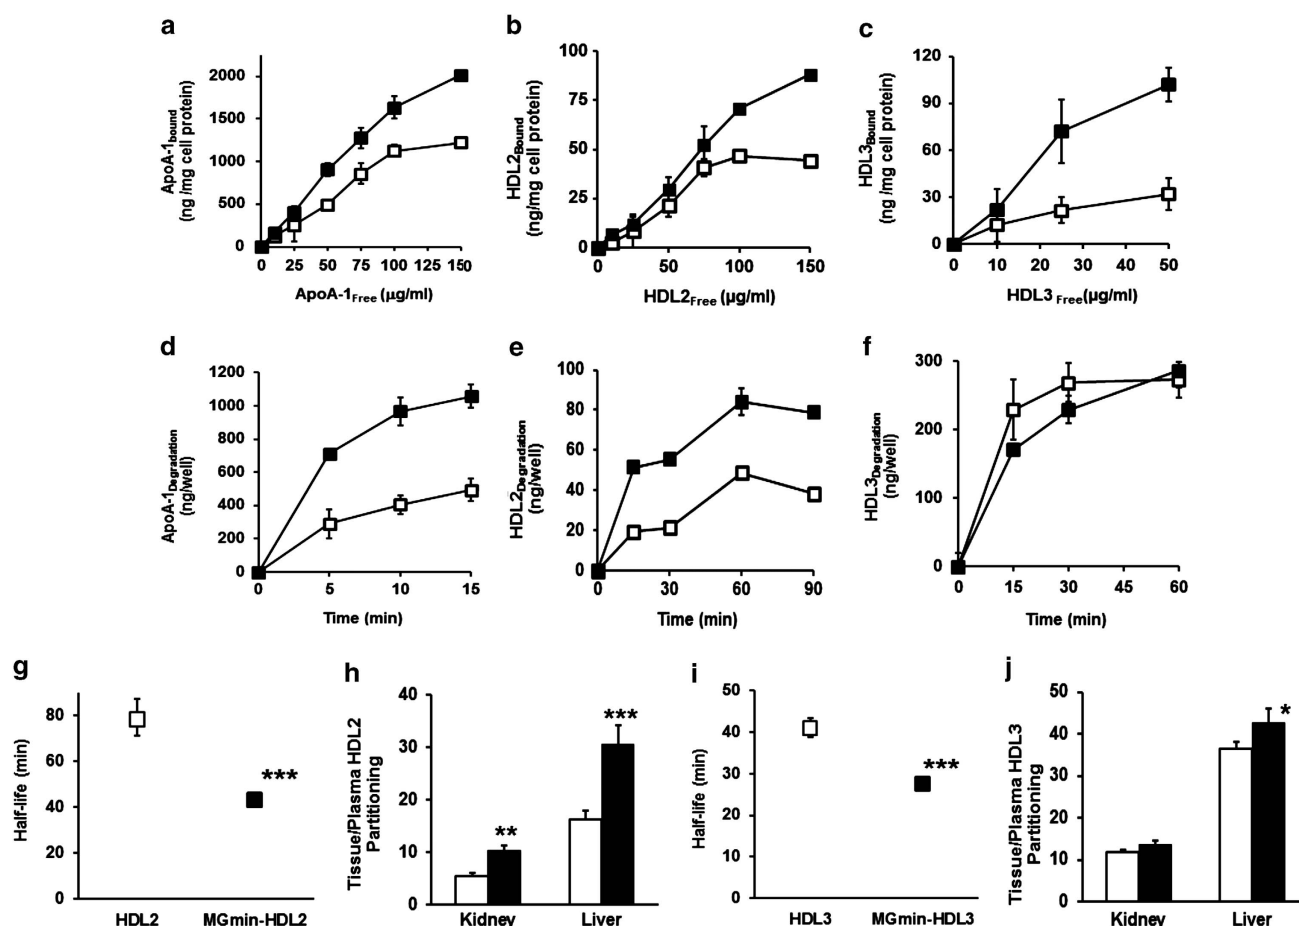 a
ApoA-1bound
(ng /mg cell protein)
2000
1500
1000
500
0
0 25 50 75 100 125 150
ApoA-1Free (µg/ml)
b
HDL2Bound
(ng/mg cell protein)
100
75
50
25
0
0 50 100 150
HDL2Free (µg/ml)
c
HDL3Bound
(ng /mg cell protein)
120
90
60
30
0
0 10 20 30 40 50
HDL3 Free(µg/ml)
d
ApoA-1Degradation
(ng/well)
1200
1000
800
600
400
200
0
0 5 10 15
Time (min)
e
HDL2Degradation
(ng/well)
100
80
60
40
20
0
0 30 60 90
Time (min)
f
HDL3Degradation
(ng/well)
300
200
100
0
0 15 30 45 60
Time (min)
g
Half-life (min)
80
60
40
20
0
***
HDL2 MGmin-HDL2
h
Tissue/Plasma HDL2
Partitioning
40
30
20
10
0
**
***
Kidney Liver
i
Half-life (min)
50
40
30
20
10
0
***
HDL3 MGmin-HDL3
j
Tissue/Plasma HDL3
Partitioning
50
40
30
20
10
0
*
Kidney Liver